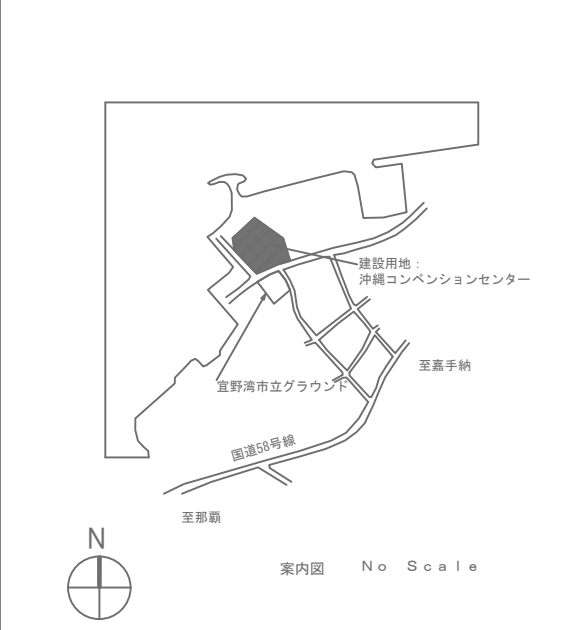 建設用地：
沖縄コンベンションセンター
至嘉手納
宜野湾市立グラウンド
国道58号線
至那覇
N
案内図 No Scale